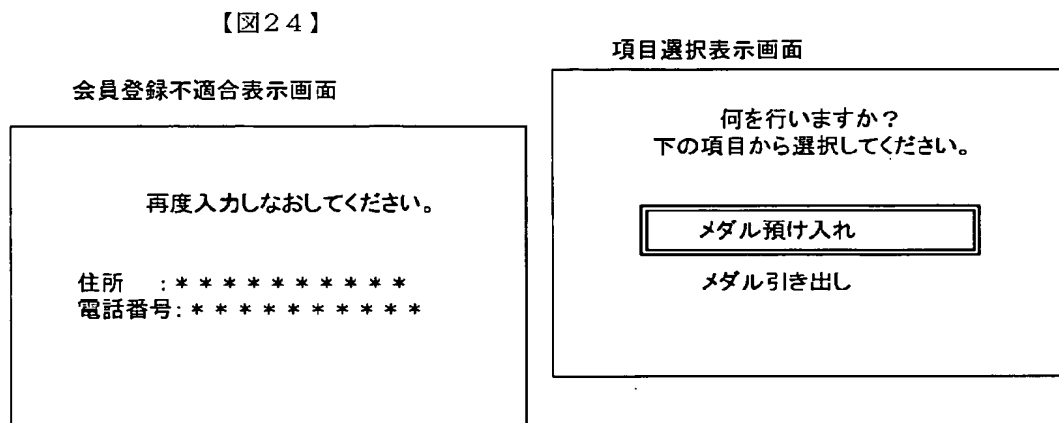 【図24】
会員登録不適合表示画面
再度入力しなおしてください。
住所　:＊＊＊＊＊＊＊＊＊＊
電話番号:＊＊＊＊＊＊＊＊＊＊
項目選択表示画面
何を行いますか？
下の項目から選択してください。
メダル預け入れ
メダル引き出し